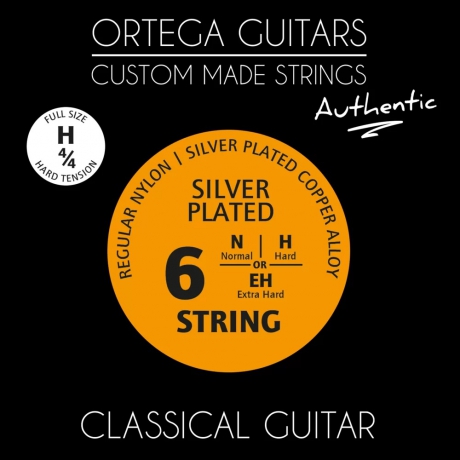 ORTEGA GUITARS
CUSTOM MADE STRINGS
Authentic
FULL SIZE
H
4/4
HARD TENSION
REGULAR NYLON | SILVER PLATED COPPER ALLOY
SILVER
PLATED
6
N | H
Normal Hard
OR
EH
Extra Hard
STRING
CLASSICAL GUITAR